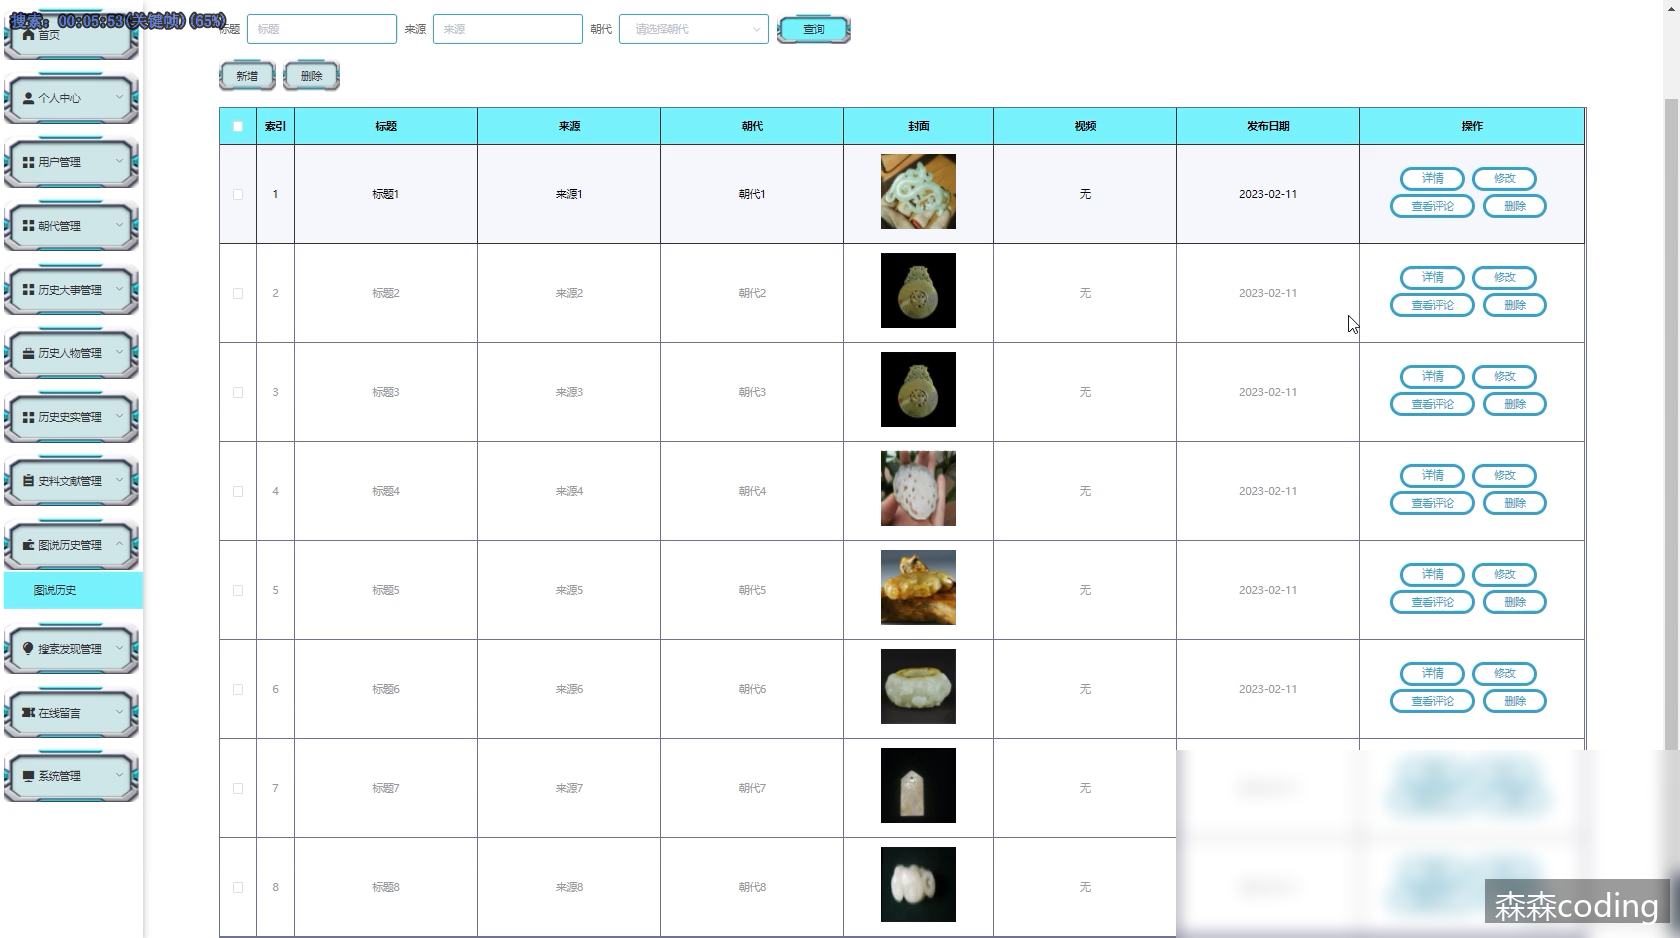 搜索: 00:05:53(关键帧)(65%)
首页
个人中心
用户管理
朝代管理
历史大事管理
历史人物管理
历史史实管理
史料文献管理
图说历史管理
图说历史
搜索发现管理
在线留言
系统管理
标题 标题 来源 来源 朝代 请选择朝代 查询
新增 删除
索引 标题 来源 朝代 封面 视频 发布日期 操作
1 标题1 来源1 朝代1 无 2023-02-11 详情 修改
查看评论 删除
2 标题2 来源2 朝代2 无 2023-02-11 详情 修改
查看评论 删除
3 标题3 来源3 朝代3 无 2023-02-11 详情 修改
查看评论 删除
4 标题4 来源4 朝代4 无 2023-02-11 详情 修改
查看评论 删除
5 标题5 来源5 朝代5 无 2023-02-11 详情 修改
查看评论 删除
6 标题6 来源6 朝代6 无 2023-02-11 详情 修改
查看评论 删除
7 标题7 来源7 朝代7 无
8 标题8 来源8 朝代8 无
森森coding